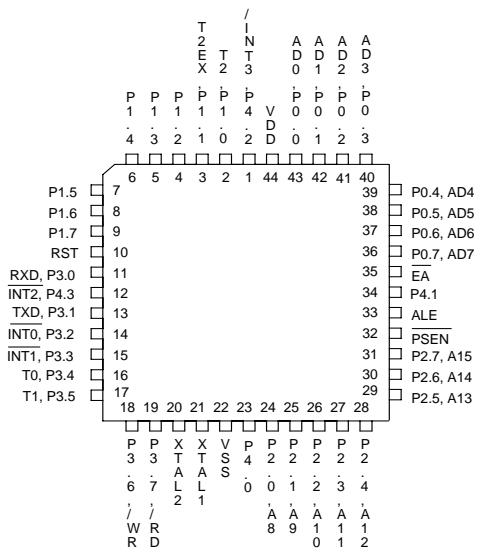 P1.4
P1.3
P1.2
T2EX,P1.1
T2,P1.0
/INT3,P4.2
VDD
AD0,P0.0
AD1,P0.1
AD2,P0.2
AD3,P0.3
6 5 4 3 2 1 44 43 42 41 40
P1.5 7
P1.6 8
P1.7 9
RST 10
RXD, P3.0 11
INT2, P4.3 12
TXD, P3.1 13
INT0, P3.2 14
INT1, P3.3 15
T0, P3.4 16
T1, P3.5 17
39 P0.4, AD4
38 P0.5, AD5
37 P0.6, AD6
36 P0.7, AD7
35 EA
34 P4.1
33 ALE
32 PSEN
31 P2.7, A15
30 P2.6, A14
29 P2.5, A13
18 19 20 21 22 23 24 25 26 27 28
P3.6,/WR
P3.7,/RD
XTAL2
XTAL1
VSS
P4.0
P2.0,A8
P2.1,A9
P2.2,A10
P2.3,A11
P2.4,A12